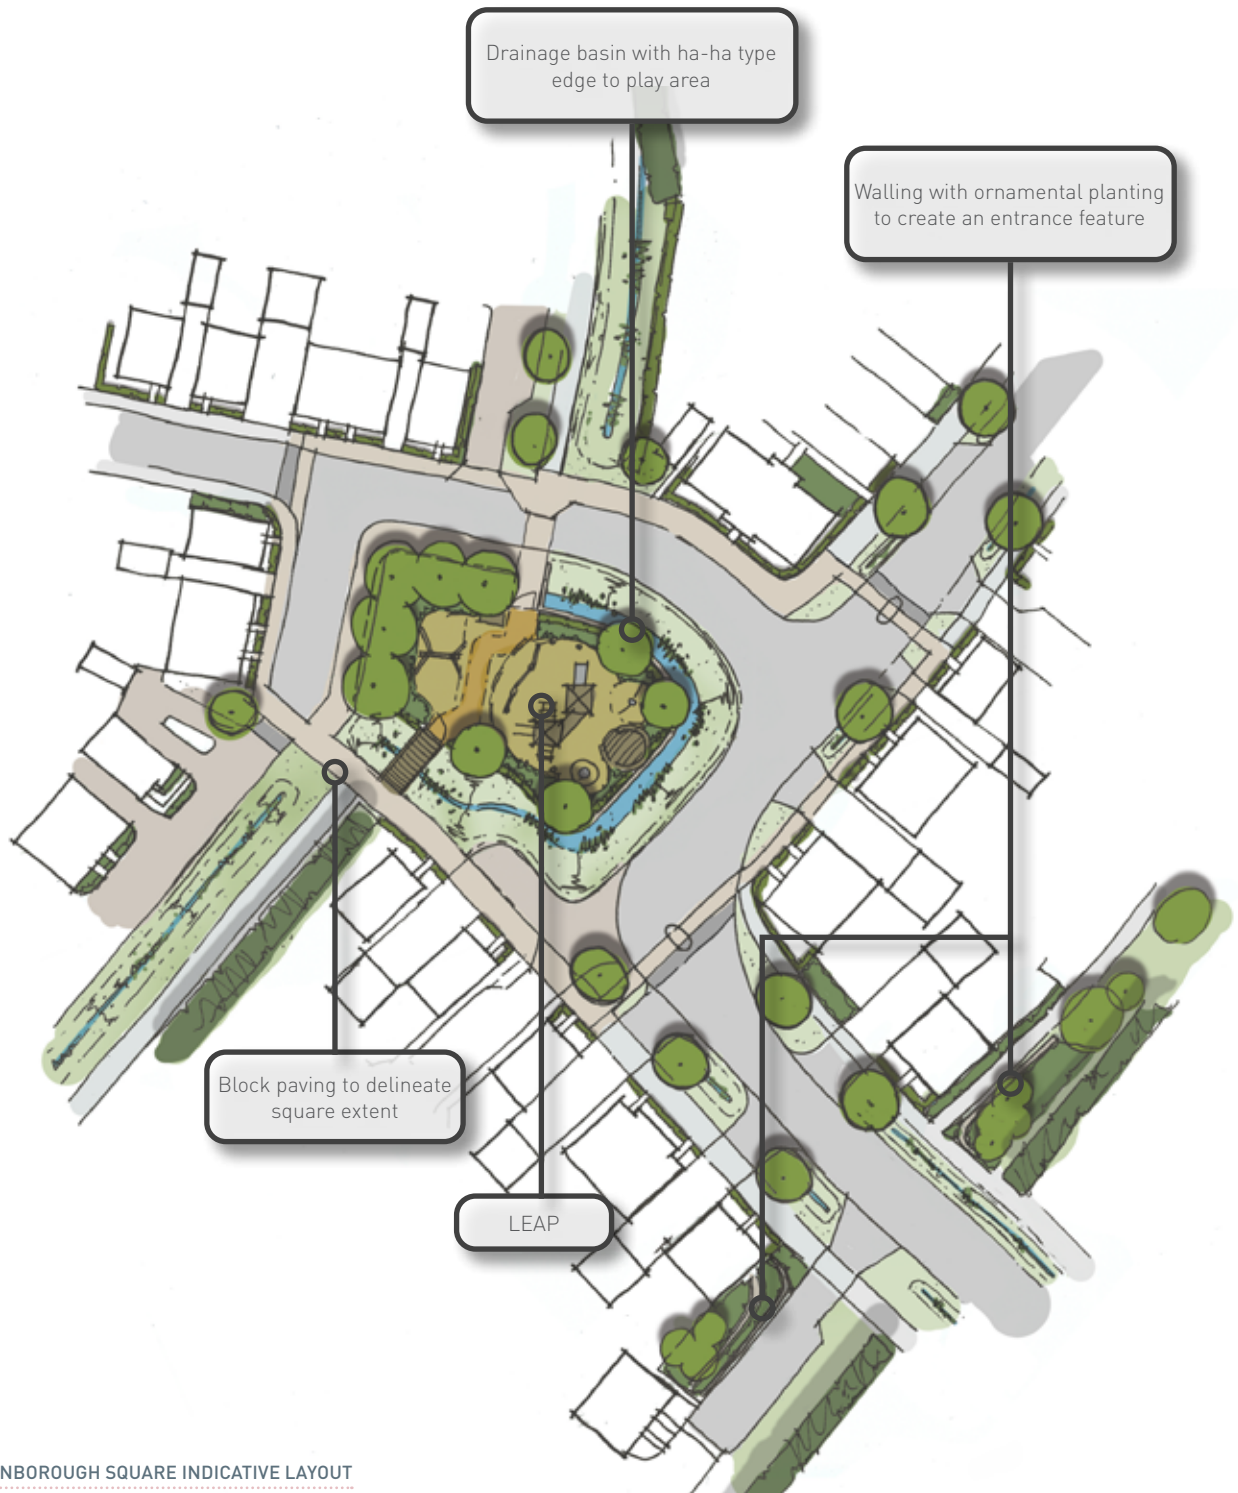 Drainage basin with ha-ha type
edge to play area
Walling with ornamental planting
to create an entrance feature
Block paving to delineate
square extent
LEAP
NBOROUGH SQUARE INDICATIVE LAYOUT